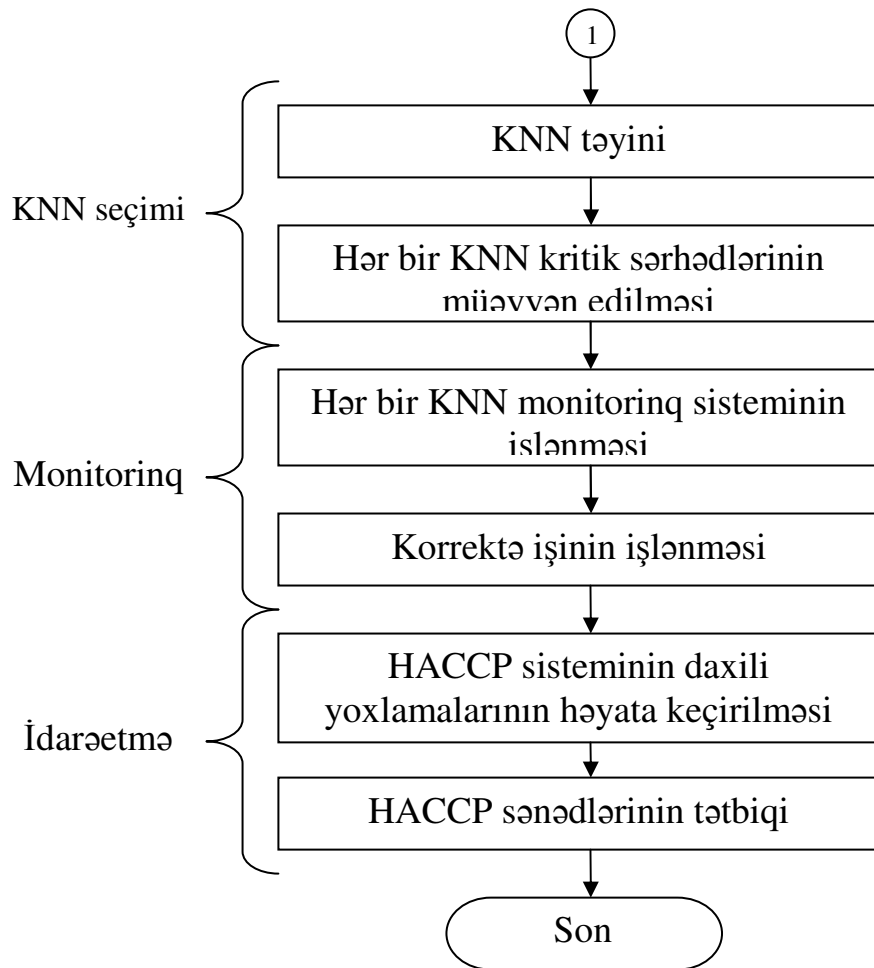 1
KNN təyini
KNN seçimi
Hər bir KNN kritik sərhədlərinin
müəyyən edilməsi
Hər bir KNN monitorinq sisteminin
işlənməsi
Monitorinq
Korrektə işinin işlənməsi
HACCP sisteminin daxili
yoxlamalarının həyata keçirilməsi
İdarəetmə
HACCP sənədlərinin tətbiqi
Son